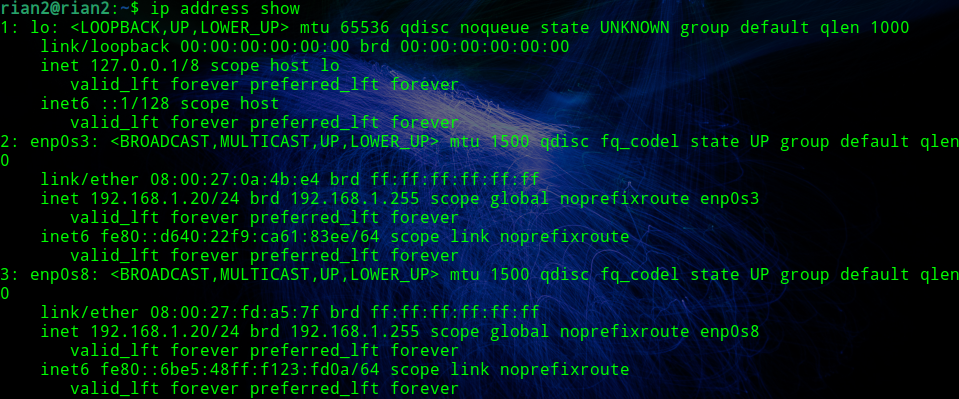 rian2@rian2:~$ ip address show
1: lo: <LOOPBACK,UP,LOWER_UP> mtu 65536 qdisc noqueue state UNKNOWN group default qlen 1000
    link/loopback 00:00:00:00:00:00 brd 00:00:00:00:00:00
    inet 127.0.0.1/8 scope host lo
       valid_lft forever preferred_lft forever
    inet6 ::1/128 scope host
       valid_lft forever preferred_lft forever
2: enp0s3: <BROADCAST,MULTICAST,UP,LOWER_UP> mtu 1500 qdisc fq_codel state UP group default qlen
0
    link/ether 08:00:27:0a:4b:e4 brd ff:ff:ff:ff:ff:ff
    inet 192.168.1.20/24 brd 192.168.1.255 scope global noprefixroute enp0s3
       valid_lft forever preferred_lft forever
    inet6 fe80::d640:22f9:ca61:83ee/64 scope link noprefixroute
       valid_lft forever preferred_lft forever
3: enp0s8: <BROADCAST,MULTICAST,UP,LOWER_UP> mtu 1500 qdisc fq_codel state UP group default qlen
0
    link/ether 08:00:27:fd:a5:7f brd ff:ff:ff:ff:ff:ff
    inet 192.168.1.20/24 brd 192.168.1.255 scope global noprefixroute enp0s8
       valid_lft forever preferred_lft forever
    inet6 fe80::6be5:48ff:f123:fd0a/64 scope link noprefixroute
       valid_lft forever preferred_lft forever